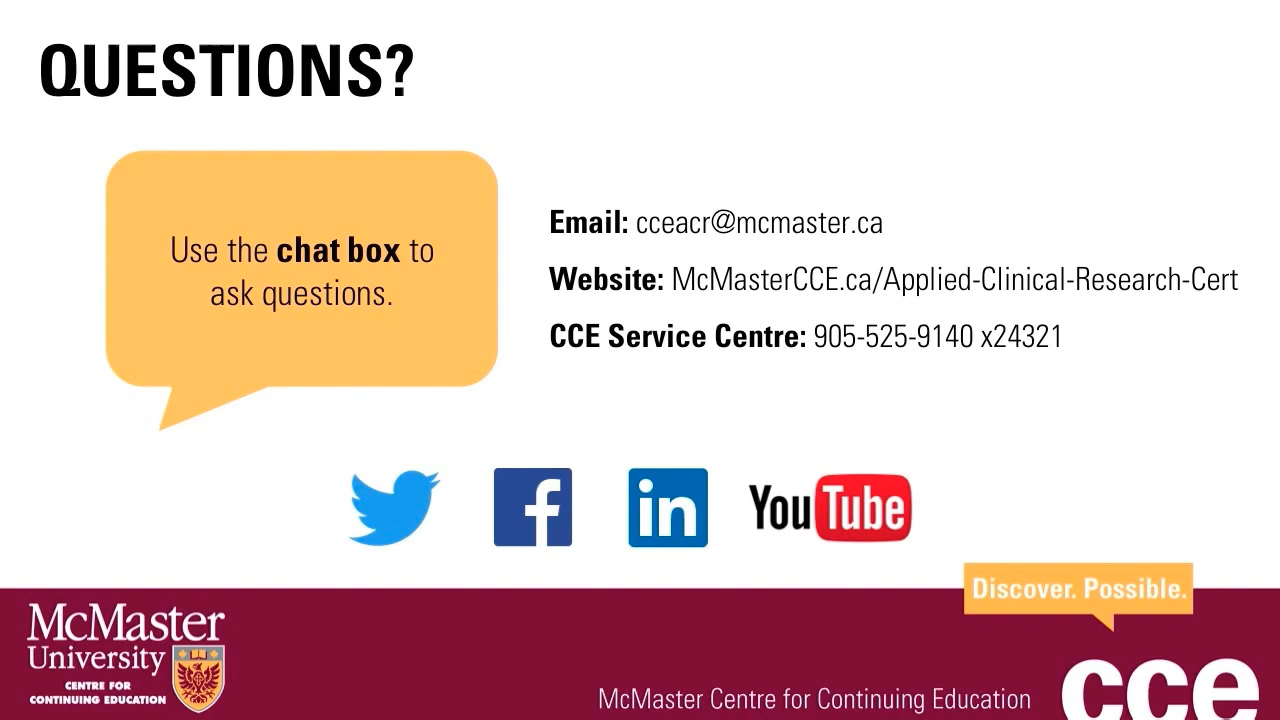 QUESTIONS?
Use the chat box to
ask questions.
Email: cceacr@mcmaster.ca
Website: McMasterCCE.ca/Applied-Clinical-Research-Cert
CCE Service Centre: 905-525-9140 x24321
f
in
YouTube
Discover. Possible.
McMaster
University
CENTRE FOR
CONTINUING EDUCATION
McMaster Centre for Continuing Education
cce